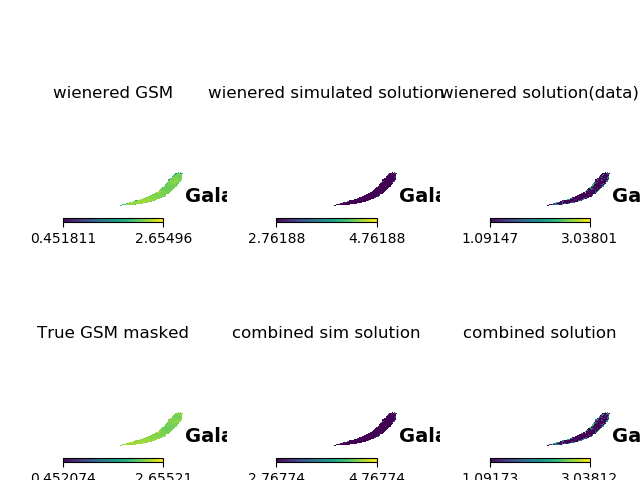 wienered GSM
wienered simulated solution
wienered solution(data)
Gala
Gala
Ga
0.451811 2.65496
2.76188 4.76188
1.09147 3.03801
True GSM masked
combined sim solution
combined solution
Gala
Gala
Ga
0.452074 2.65521
2.76774 4.76774
1.09173 3.03812